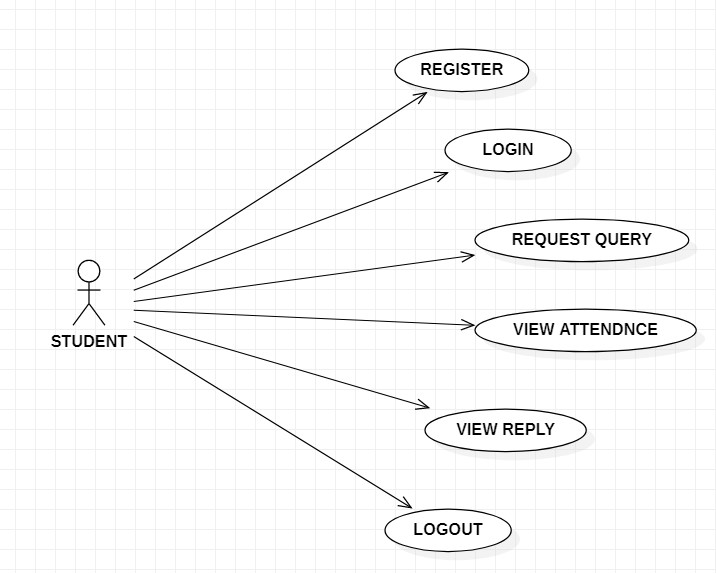 REGISTER
LOGIN
REQUEST QUERY
VIEW ATTENDNCE
STUDENT
VIEW REPLY
LOGOUT